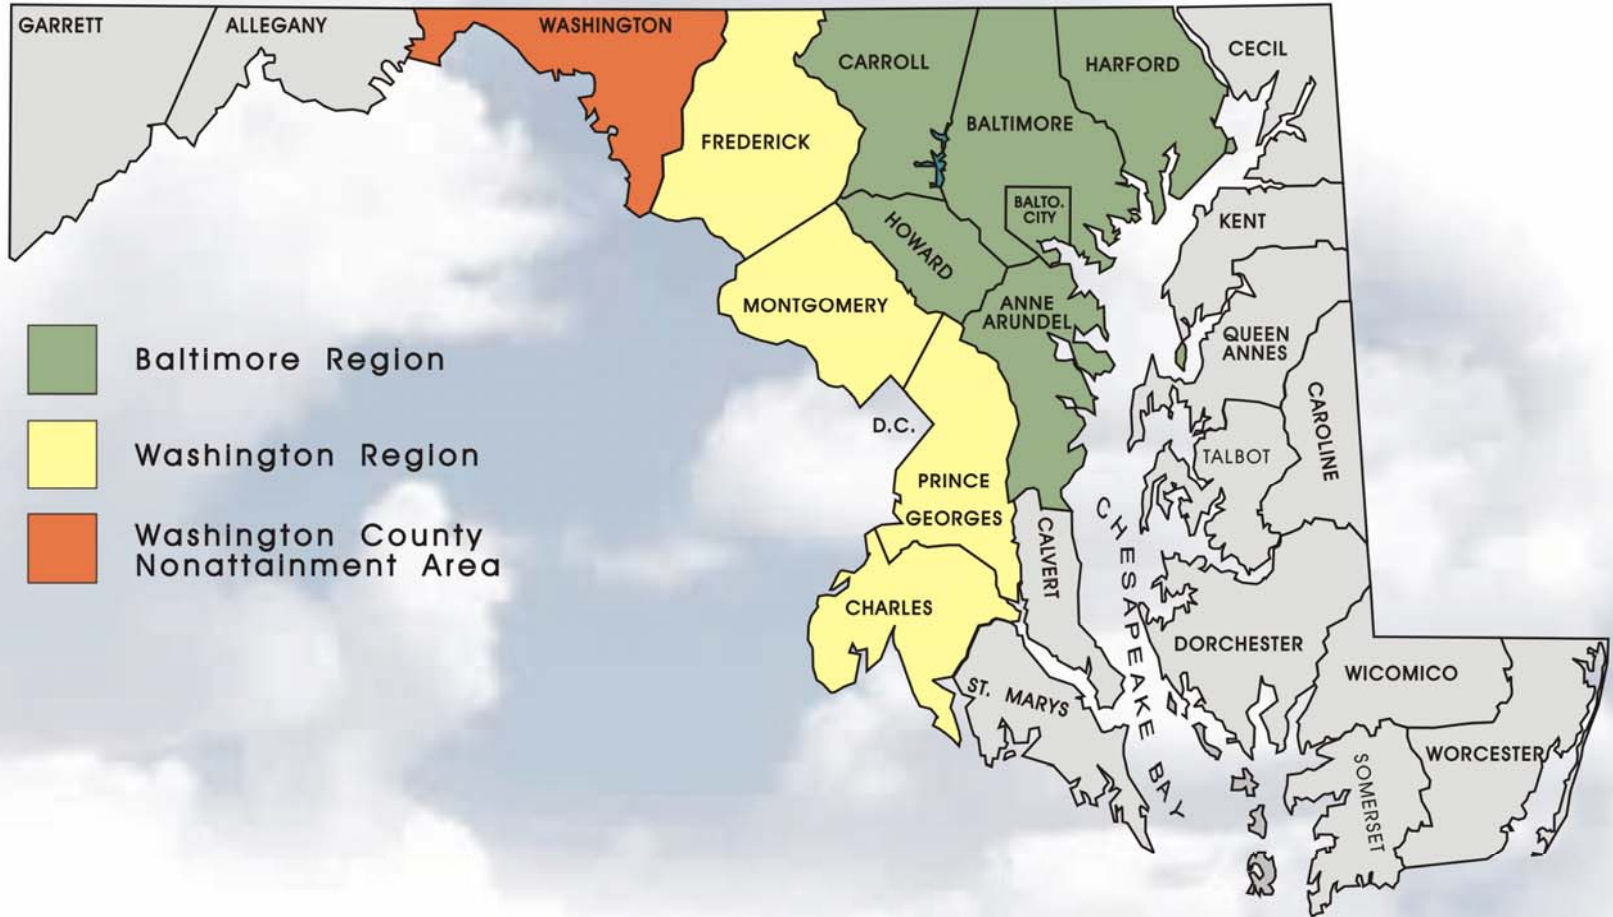 GARRETT
ALLEGANY
WASHINGTON
FREDERICK
CARROLL
BALTIMORE
HARFORD
CECIL
BALTO.
CITY
KENT
HOWARD
MONTGOMERY
ANNE
ARUNDEL
QUEEN
ANNES
CAROLINE
TALBOT
D.C.
PRINCE
GEORGES
CALVERT
CHARLES
CHESAPEAKE BAY
DORCHESTER
WICOMICO
ST. MARYS
SOMERSET
WORCESTER
Baltimore Region
Washington Region
Washington County
Nonattainment Area